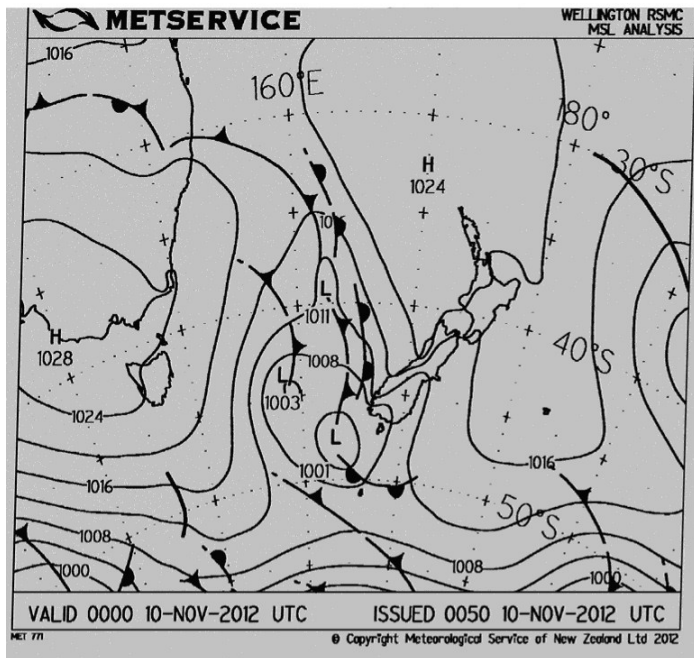 METSERVICE
WELLINGTON RSMC
MSL ANALYSIS
1016
160°E
180°
30°S
H
1024
L
1011
H
1028
40°S
1008
L
1003
1024
L
1016
1001
1016
50°S
1008
1008
1000
1000
VALID 0000 10-NOV-2012 UTC
ISSUED 0050 10-NOV-2012 UTC
MET 771
© Copyright Meteorological Service of New Zealand Ltd 2012